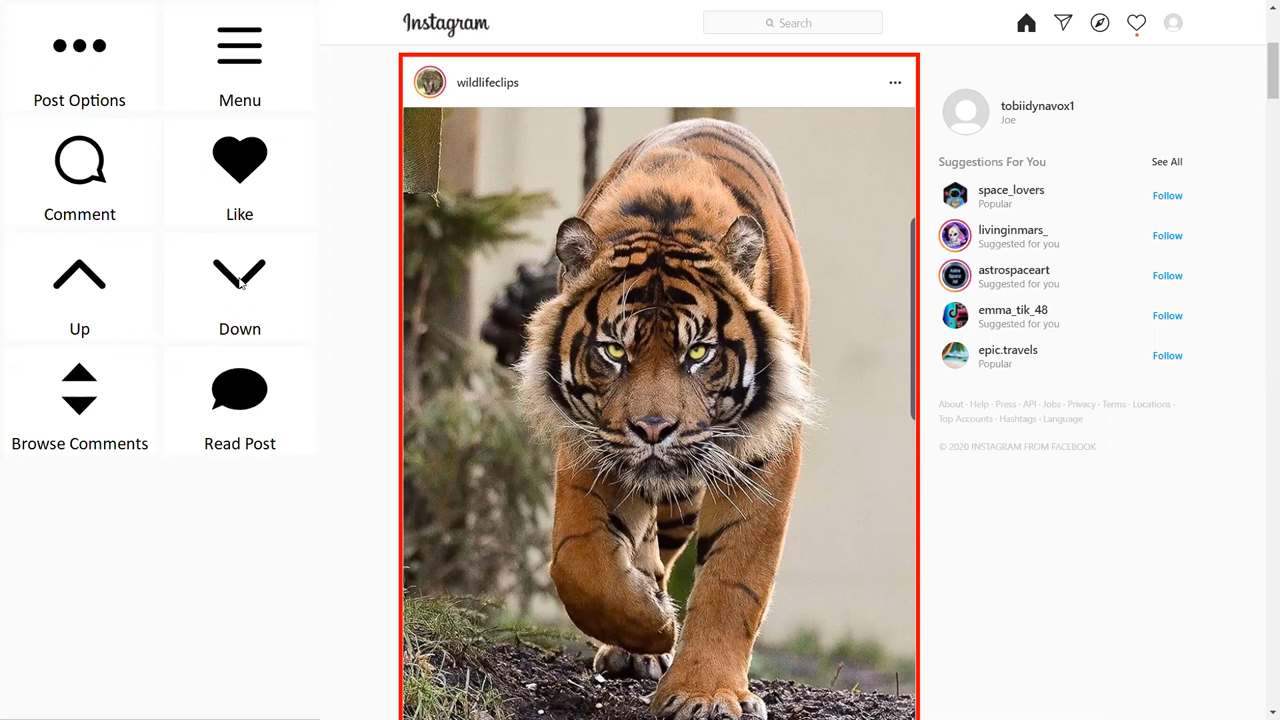 Post Options
Menu
Comment
Like
Up
Down
Browse Comments
Read Post
Instagram
Search
wildlifeclips
tobiidynavox1
Joe
Suggestions For You
See All
space_lovers
Popular
Follow
livinginmars_
Suggested for you
Follow
astrospaceart
Suggested for you
Follow
emma_tik_48
Suggested for you
Follow
epic.travels
Popular
Follow
About · Help · Press · API · Jobs · Privacy · Terms · Locations ·
Top Accounts · Hashtags · Language
© 2020 INSTAGRAM FROM FACEBOOK